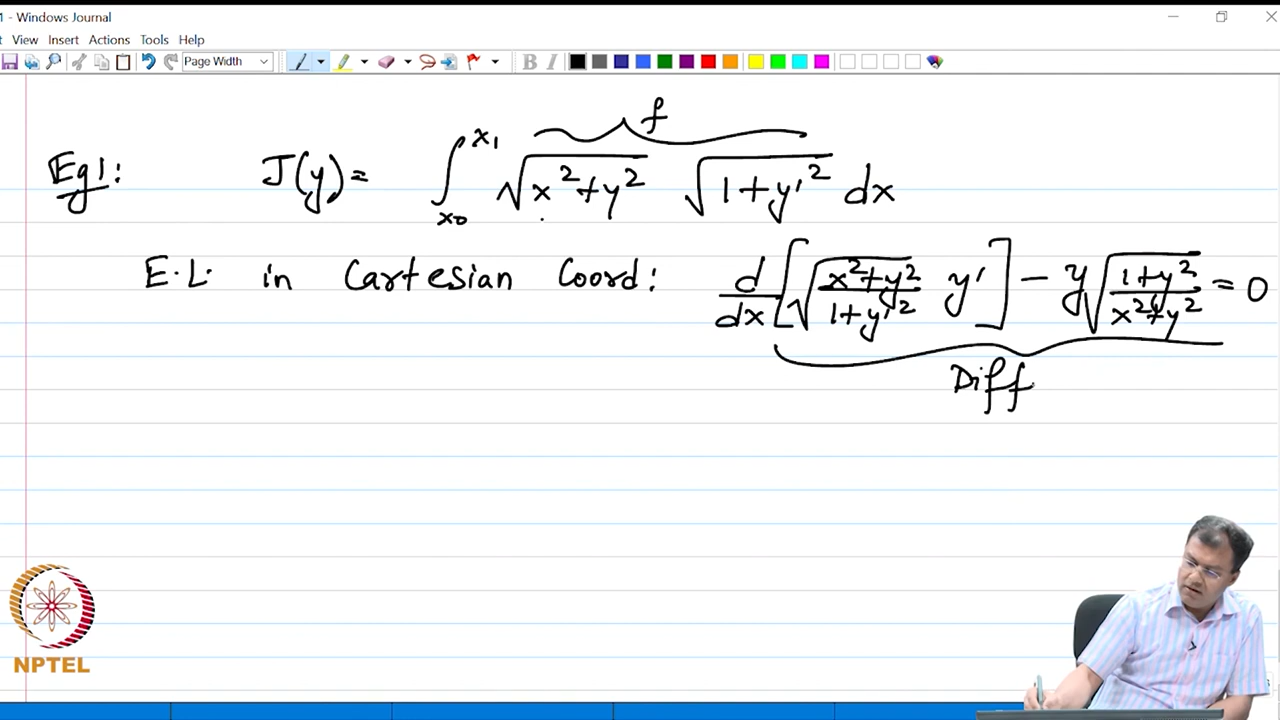 1 - Windows Journal
View Insert Actions Tools Help
Page Width
B I
Eg1: J(y) = ∫_{x0}^{x1} √(x²+y²) √(1+y'²) dx
f
E.L. in Cartesian Coord: d/dx [√((x²+y²)/(1+y'²)) y'] - y√((1+y'²)/(x²+y²)) = 0
Diff
NPTEL